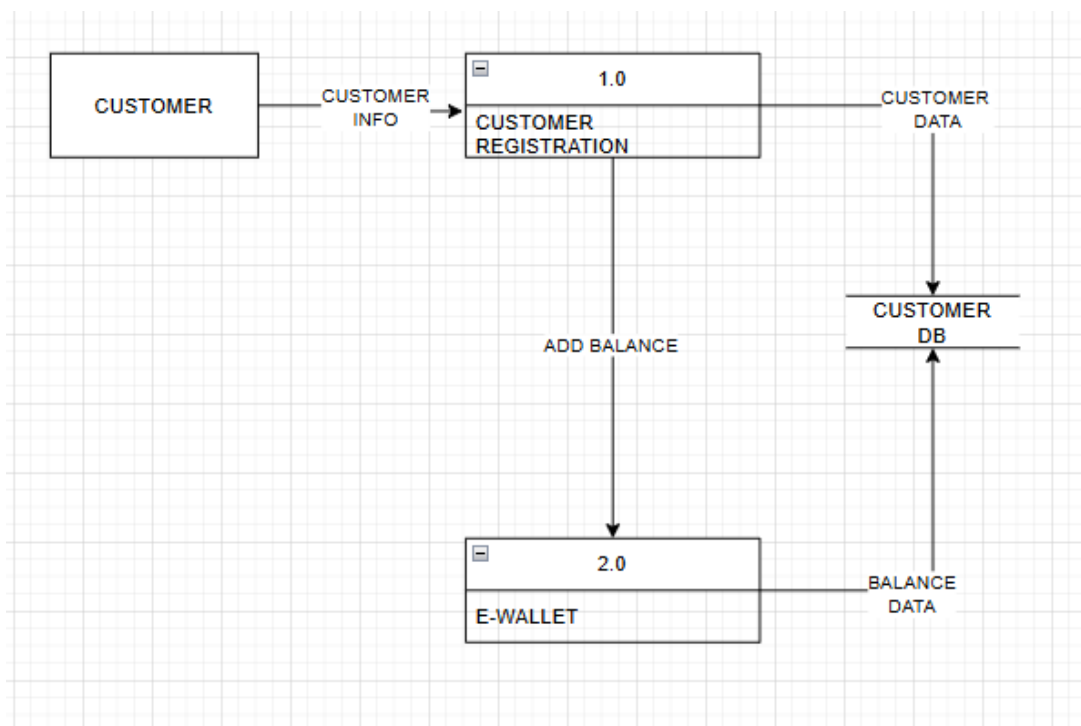 1.0
CUSTOMER
CUSTOMER
INFO
CUSTOMER
REGISTRATION
CUSTOMER
DATA
CUSTOMER
DB
ADD BALANCE
2.0
E-WALLET
BALANCE
DATA